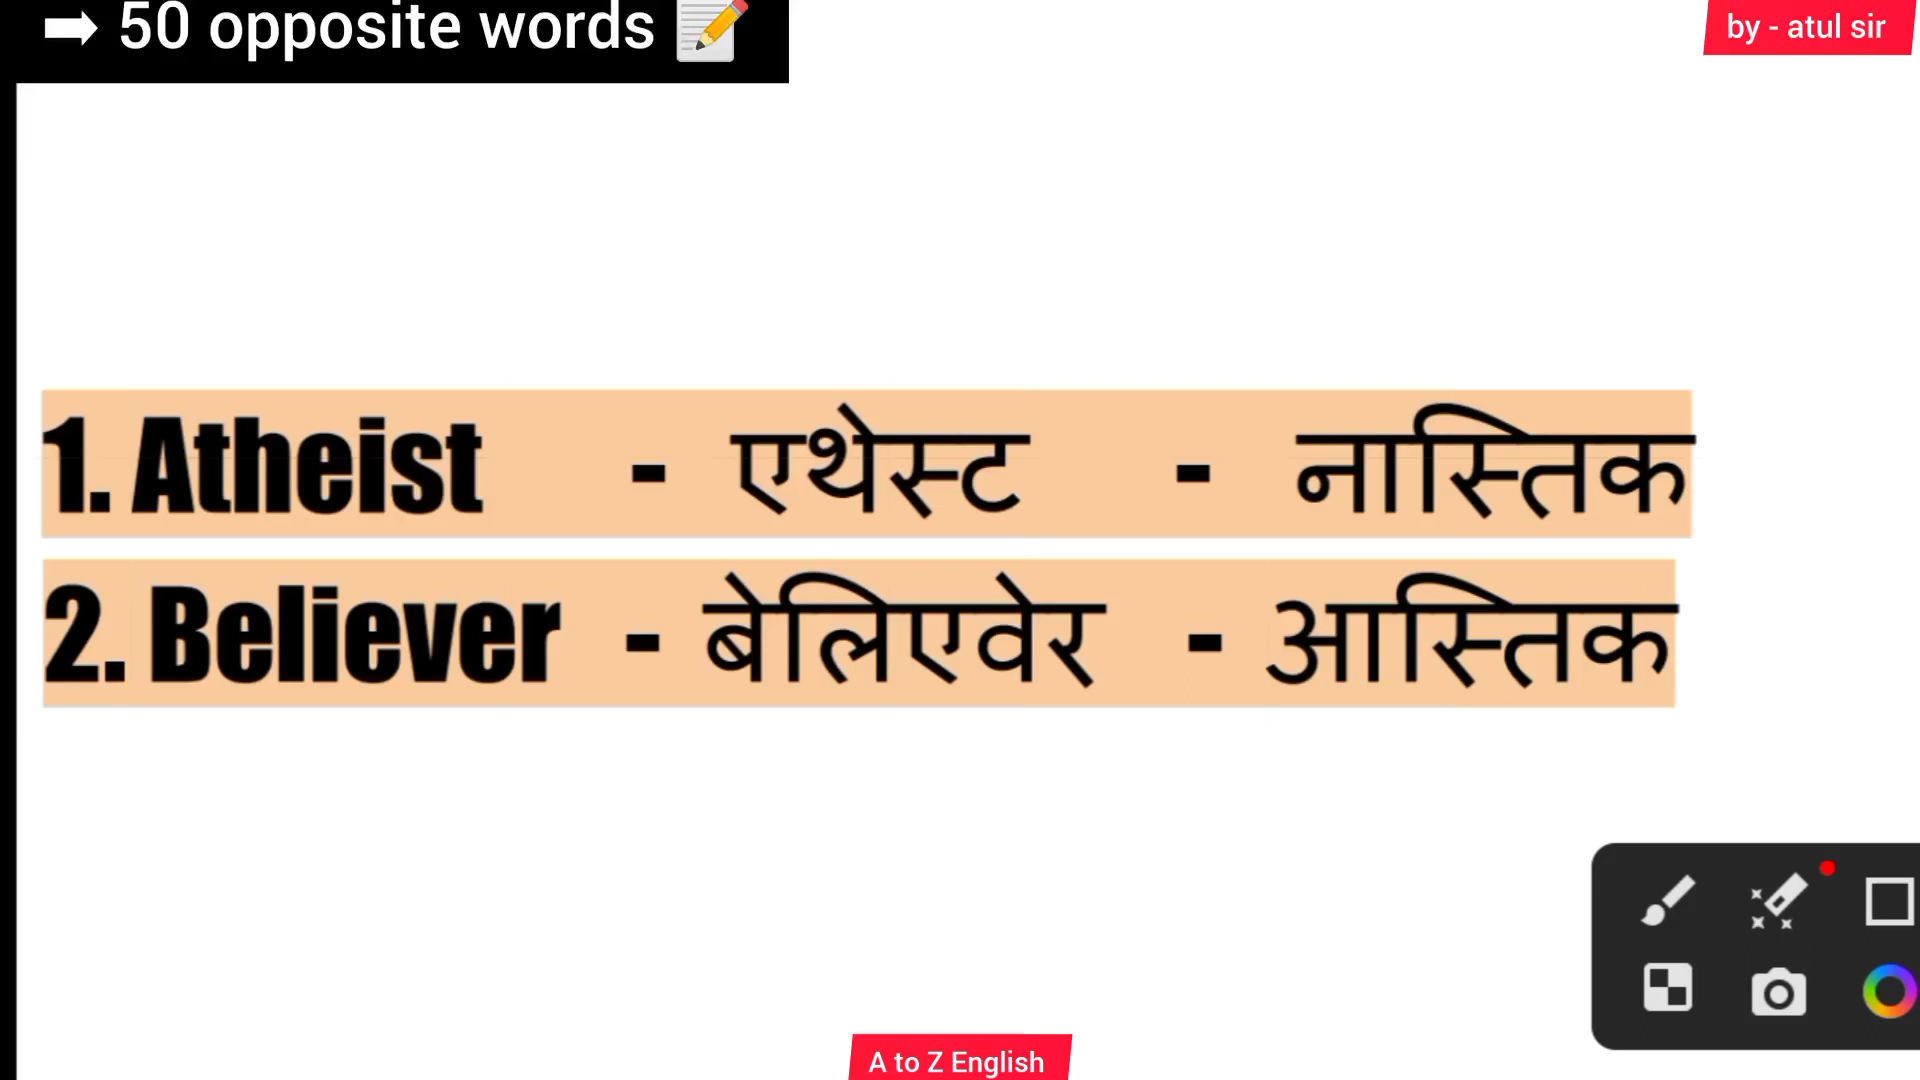 ➡ 50 opposite words 📝
by - atul sir
1. Atheist - एथेस्ट - नास्तिक
2. Believer - बेलिएवेर - आस्तिक
A to Z English